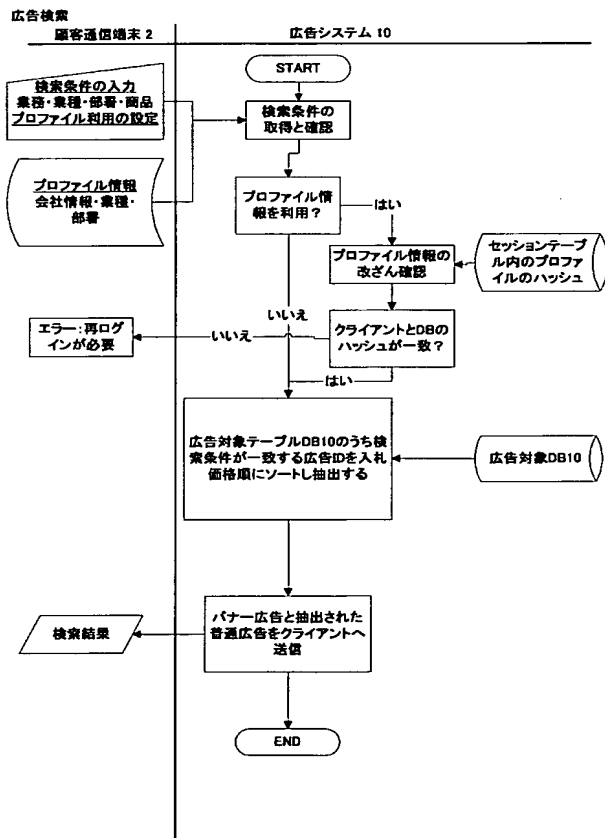 広告検索
顧客通信端末 2
広告システム 10
START
検索条件の入力
業務・業種・部署・商品
プロファイル利用の設定
検索条件の
取得と確認
プロファイル情報
会社情報・業種・
部署
プロファイル情
報を利用？
はい
プロファイル情報の
改ざん確認
セッションテーブ
ル内のプロファ
イルのハッシュ
いいえ
クライアントとDBの
ハッシュが一致？
いいえ
エラー：再ログ
インが必要
はい
広告対象テーブルDB10のうち検
索条件が一致する広告IDを入札
価格順にソートし抽出する
広告対象DB10
バナー広告と抽出された
普通広告をクライアントへ
送信
検索結果
END